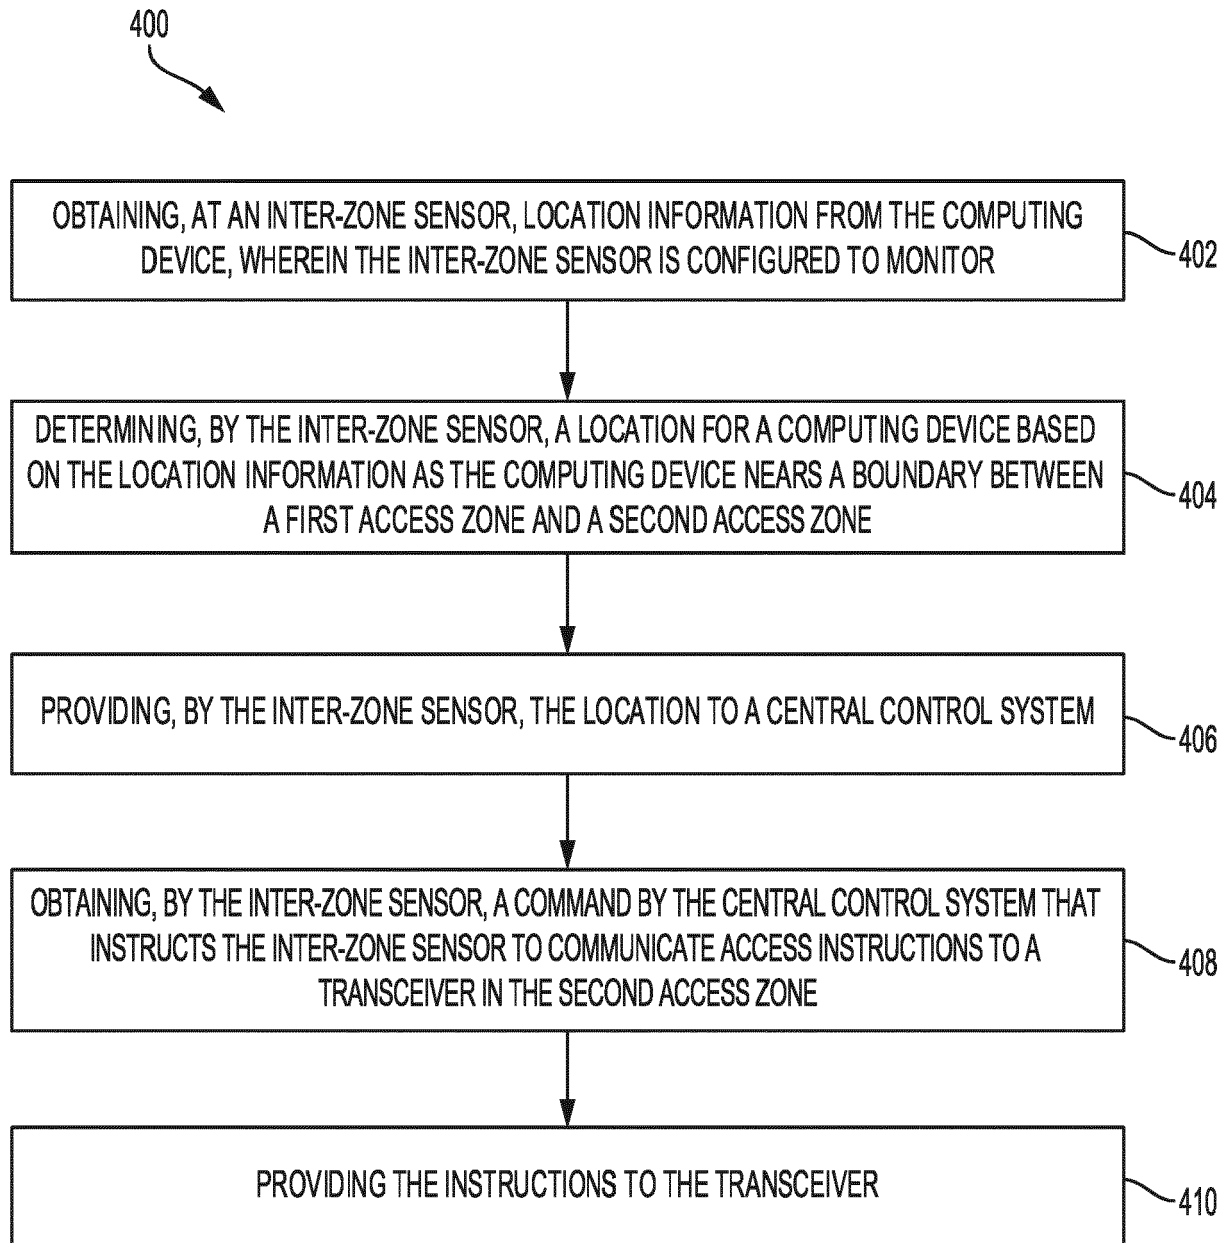 400
OBTAINING, AT AN INTER-ZONE SENSOR, LOCATION INFORMATION FROM THE COMPUTING
DEVICE, WHEREIN THE INTER-ZONE SENSOR IS CONFIGURED TO MONITOR
402
DETERMINING, BY THE INTER-ZONE SENSOR, A LOCATION FOR A COMPUTING DEVICE BASED
ON THE LOCATION INFORMATION AS THE COMPUTING DEVICE NEARS A BOUNDARY BETWEEN
A FIRST ACCESS ZONE AND A SECOND ACCESS ZONE
404
PROVIDING, BY THE INTER-ZONE SENSOR, THE LOCATION TO A CENTRAL CONTROL SYSTEM
406
OBTAINING, BY THE INTER-ZONE SENSOR, A COMMAND BY THE CENTRAL CONTROL SYSTEM THAT
INSTRUCTS THE INTER-ZONE SENSOR TO COMMUNICATE ACCESS INSTRUCTIONS TO A
TRANSCEIVER IN THE SECOND ACCESS ZONE
408
PROVIDING THE INSTRUCTIONS TO THE TRANSCEIVER
410